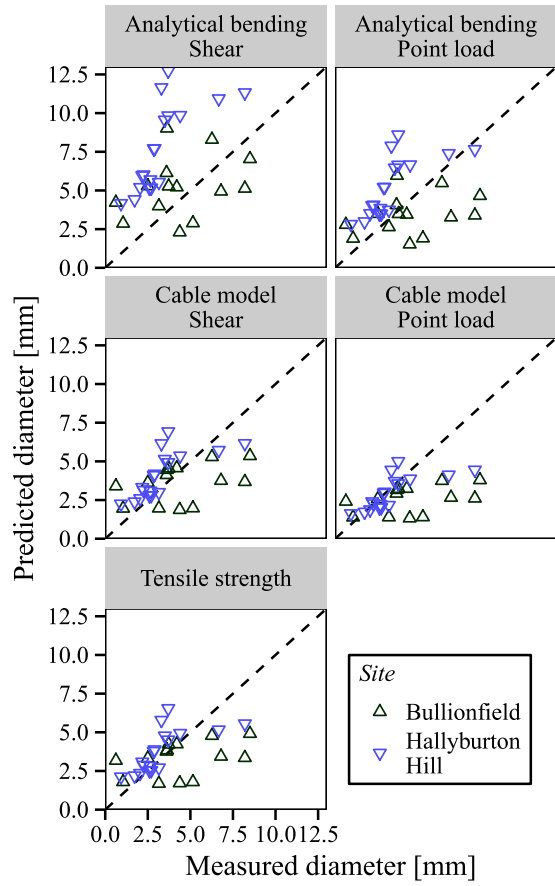 Analytical bending
Shear
Analytical bending
Point load
12.5
10.0
7.5
5.0
2.5
0.0
Cable model
Shear
Cable model
Point load
12.5
10.0
7.5
5.0
2.5
0.0
Tensile strength
12.5
10.0
7.5
5.0
2.5
0.0
0.0 2.5 5.0 7.5 10.0 12.5
Predicted diameter [mm]
Measured diameter [mm]
Site
Bullionfield
Hallyburton
Hill